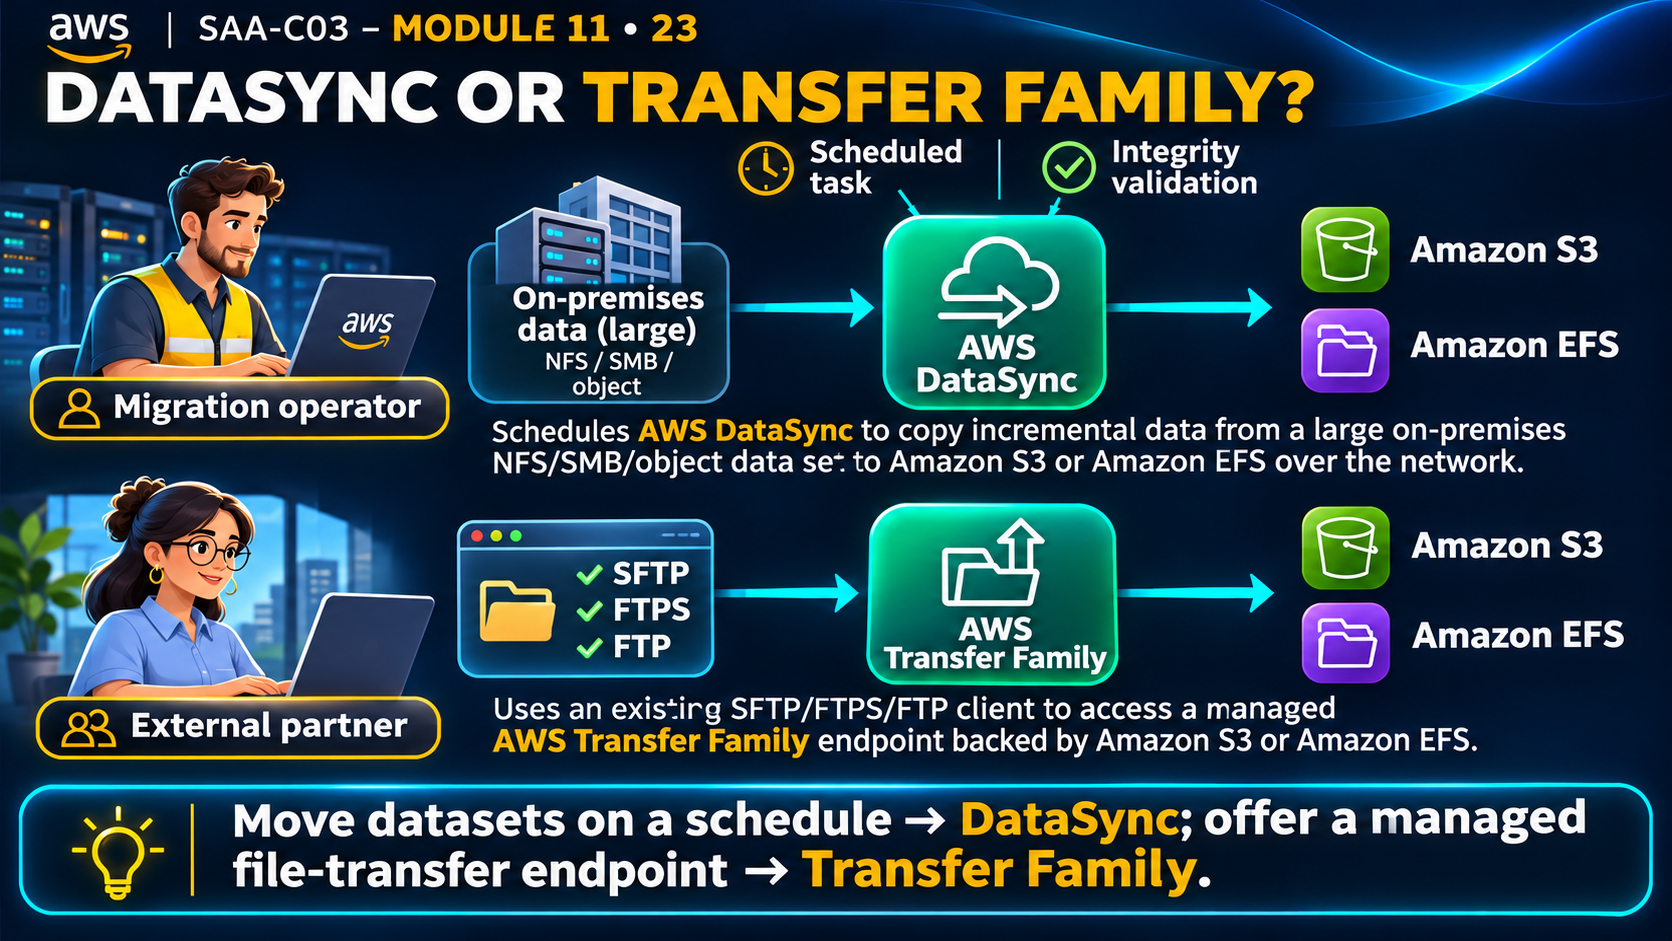 aws | SAA-C03 – MODULE 11 • 23
DATASYNC OR TRANSFER FAMILY?
Scheduled
task
Integrity
validation
aws
Migration operator
On-premises
data (large)
NFS / SMB /
object
AWS
DataSync
Amazon S3
Amazon EFS
Schedules AWS DataSync to copy incremental data from a large on-premises
NFS/SMB/object data set to Amazon S3 or Amazon EFS over the network.
External partner
SFTP
FTPS
FTP
AWS
Transfer Family
Amazon S3
Amazon EFS
Uses an existing SFTP/FTPS/FTP client to access a managed
AWS Transfer Family endpoint backed by Amazon S3 or Amazon EFS.
Move datasets on a schedule → DataSync; offer a managed
file-transfer endpoint → Transfer Family.